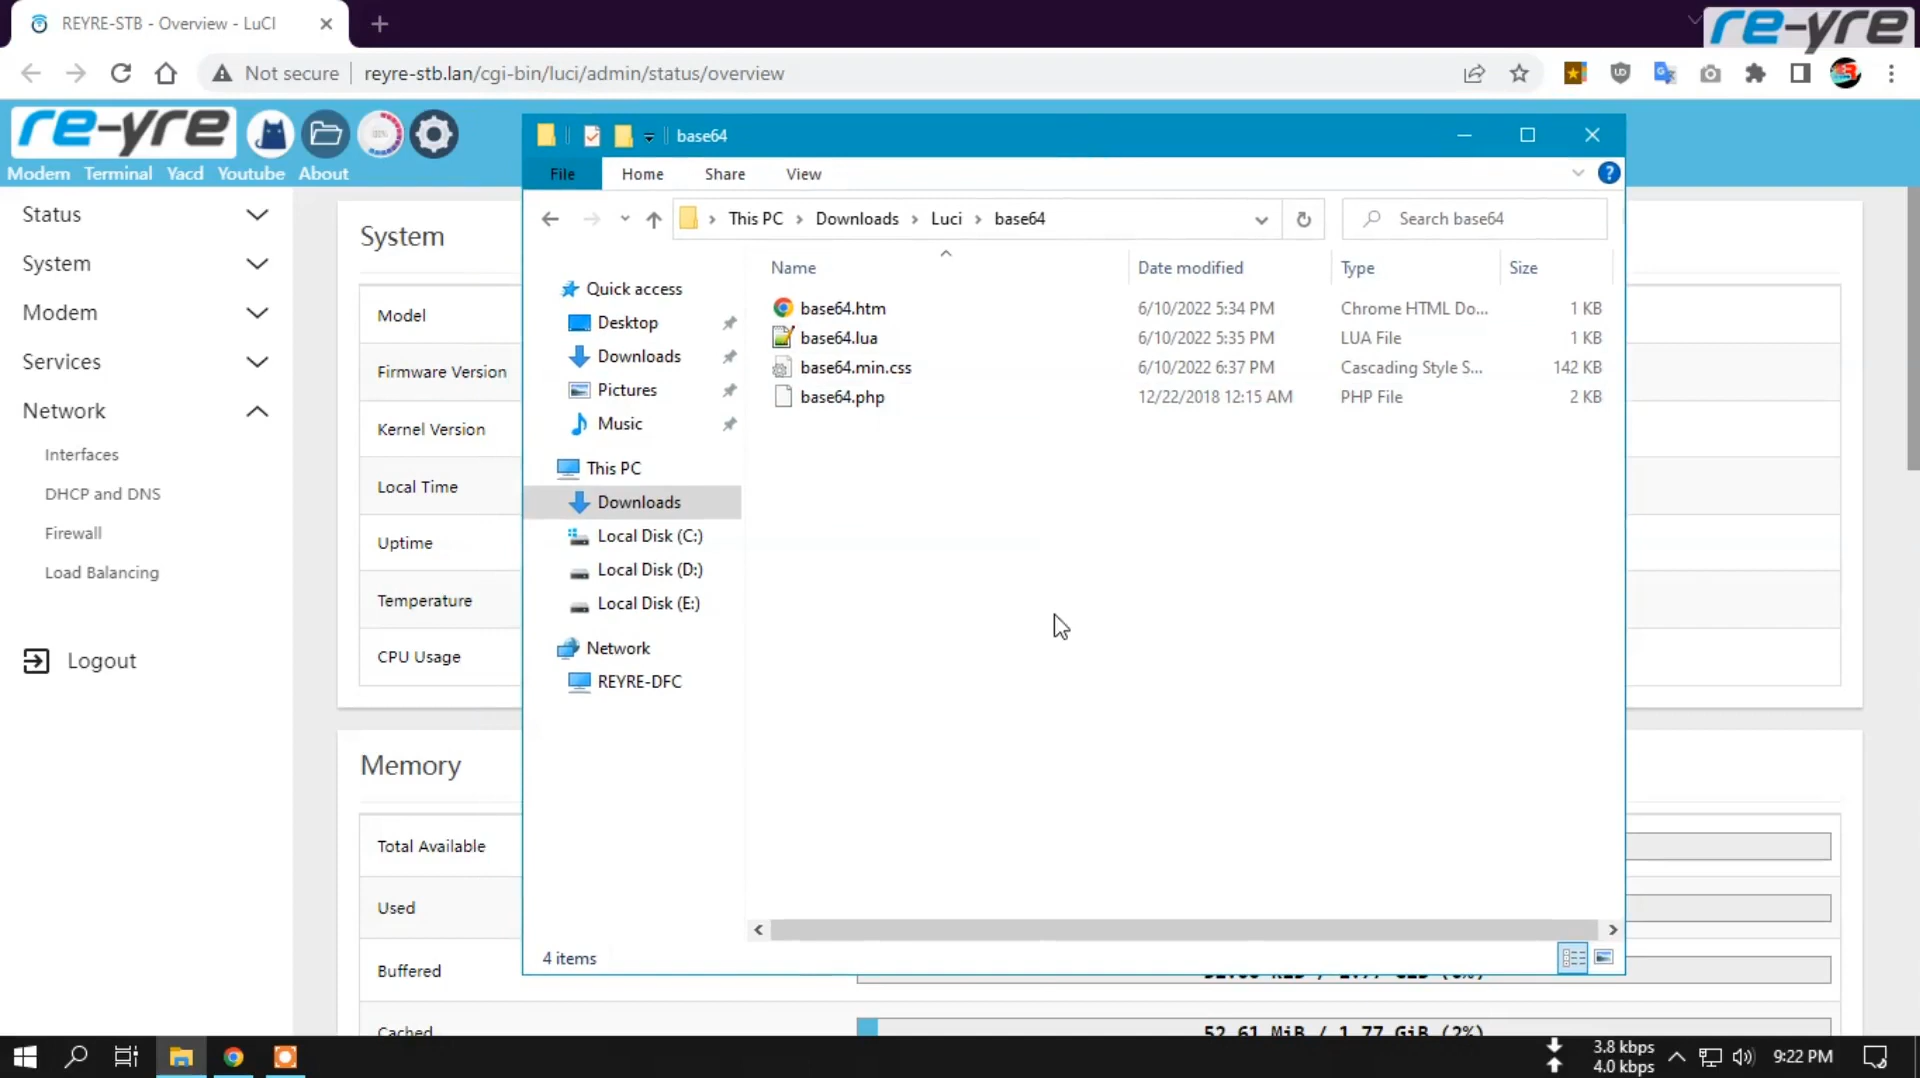 REYRE-STB - Overview - LuCI
re-yre
Not secure
reyre-stb.lan/cgi-bin/luci/admin/status/overview
re-yre
Modem Terminal Yacd Youtube About
Status
System
Modem
Services
Network
Interfaces
DHCP and DNS
Firewall
Load Balancing
Logout
System
Model
Firmware Version
Kernel Version
Local Time
Uptime
Temperature
CPU Usage
Memory
Total Available
Used
Buffered
Cached
52.61 MiB / 1.77 GiB (2%)
base64
File Home Share View
This PC > Downloads > Luci > base64
Search base64
Name Date modified Type Size
base64.htm 6/10/2022 5:34 PM Chrome HTML Do... 1 KB
base64.lua 6/10/2022 5:35 PM LUA File 1 KB
base64.min.css 6/10/2022 6:37 PM Cascading Style S... 142 KB
base64.php 12/22/2018 12:15 AM PHP File 2 KB
Quick access
Desktop
Downloads
Pictures
Music
This PC
Downloads
Local Disk (C:)
Local Disk (D:)
Local Disk (E:)
Network
REYRE-DFC
4 items
3.8 kbps
4.0 kbps
9:22 PM